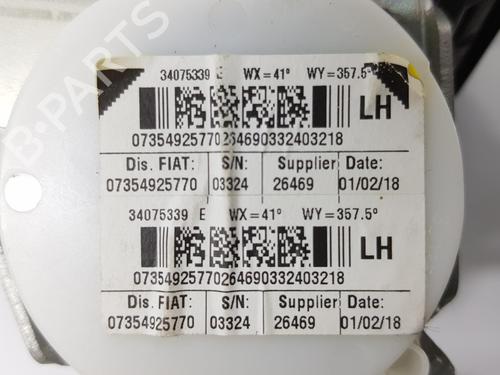 34075339 E WX=41° WY=357.5°
LH
07354925770264690332403218
Dis. FIAT: S/N: Supplier Date:
07354925770 03324 26469 01/02/18
34075339 E WX=41° WY=357.5°
LH
07354925770264690332403218
Dis. FIAT: S/N: Supplier Date:
07354925770 03324 26469 01/02/18
B-PARTS